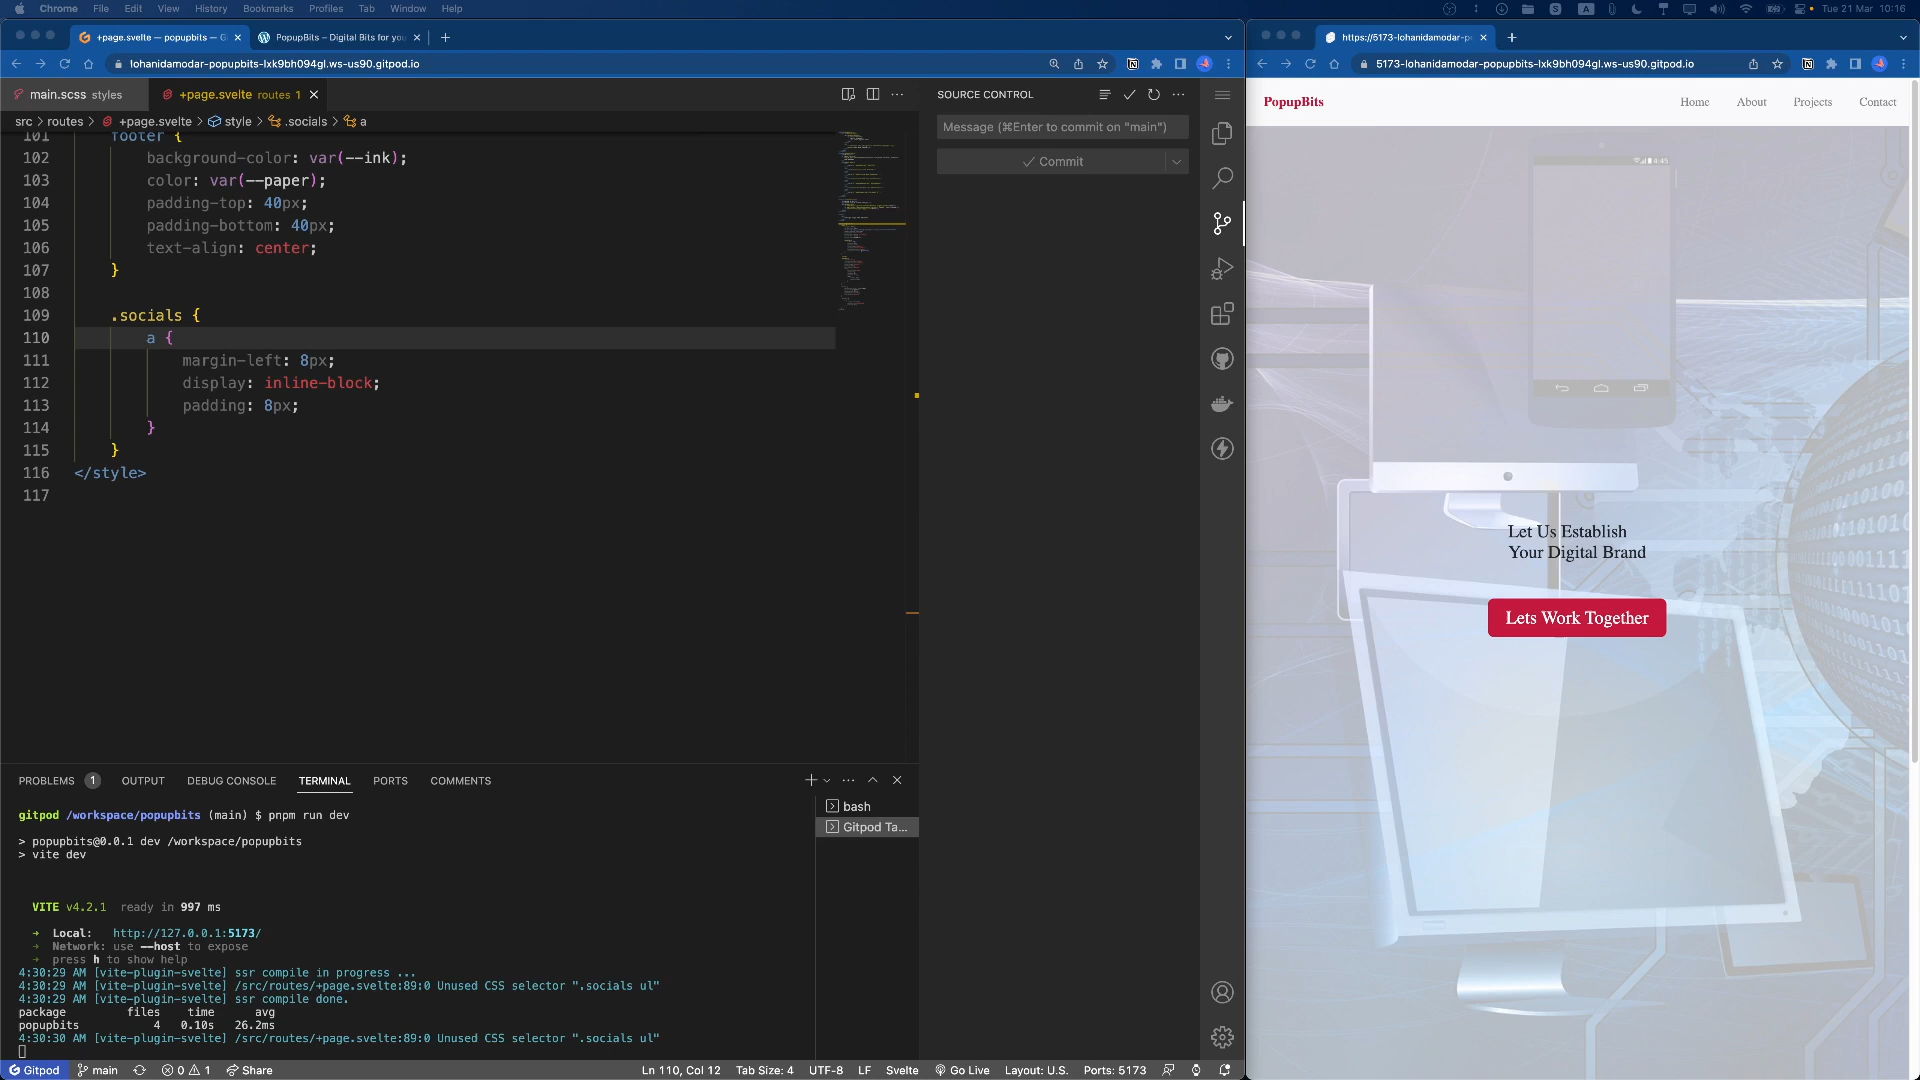 Chrome File Edit View History Bookmarks Profiles Tab Window Help
Tue 21 Mar 10:16
+page.svelte — popupbits — G
PopupBits – Digital Bits for you
lohanidamodar-popupbits-lxk9bh094gl.ws-us90.gitpod.io
main.scss styles
+page.svelte routes 1
src > routes > +page.svelte > style > .socials > a
101 footer {
102 background-color: var(--ink);
103 color: var(--paper);
104 padding-top: 40px;
105 padding-bottom: 40px;
106 text-align: center;
107 }
108
109 .socials {
110 a {
111 margin-left: 8px;
112 display: inline-block;
113 padding: 8px;
114 }
115 }
116 </style>
117
SOURCE CONTROL
Message (⌘Enter to commit on "main")
Commit
PROBLEMS 1 OUTPUT DEBUG CONSOLE TERMINAL PORTS COMMENTS
gitpod /workspace/popupbits (main) $ pnpm run dev
> popupbits@0.0.1 dev /workspace/popupbits
> vite dev
VITE v4.2.1 ready in 997 ms
➜ Local: http://127.0.0.1:5173/
➜ Network: use --host to expose
➜ press h to show help
4:30:29 AM [vite-plugin-svelte] ssr compile in progress ...
4:30:29 AM [vite-plugin-svelte] /src/routes/+page.svelte:89:0 Unused CSS selector ".socials ul"
4:30:29 AM [vite-plugin-svelte] ssr compile done.
package files time avg
popupbits 4 0.10s 26.2ms
4:30:30 AM [vite-plugin-svelte] /src/routes/+page.svelte:89:0 Unused CSS selector ".socials ul"
bash
Gitpod Ta...
Gitpod main 0 1 Share
Ln 110, Col 12 Tab Size: 4 UTF-8 LF Svelte Go Live Layout: U.S. Ports: 5173
https://5173-lohanidamodar-p
5173-lohanidamodar-popupbits-lxk9bh094gl.ws-us90.gitpod.io
PopupBits
Home About Projects Contact
4:45
Let Us Establish
Your Digital Brand
Lets Work Together